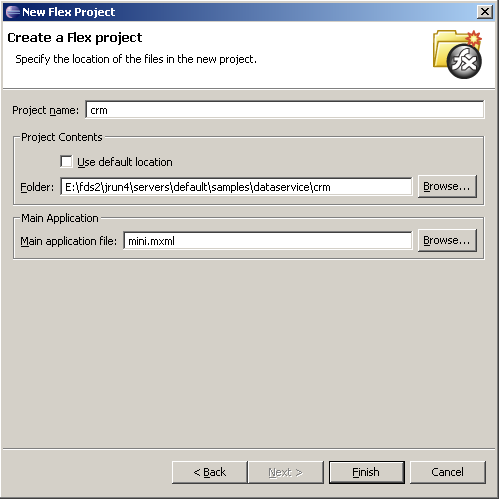 New Flex Project
Create a Flex project
Specify the location of the files in the new project.
fx
Project name: crm
Project Contents
Use default location
Folder: E:\fds2\jrun4\servers\default\samples\dataservice\crm Browse...
Main Application
Main application file: mini.mxml Browse...
< Back Next > Finish Cancel